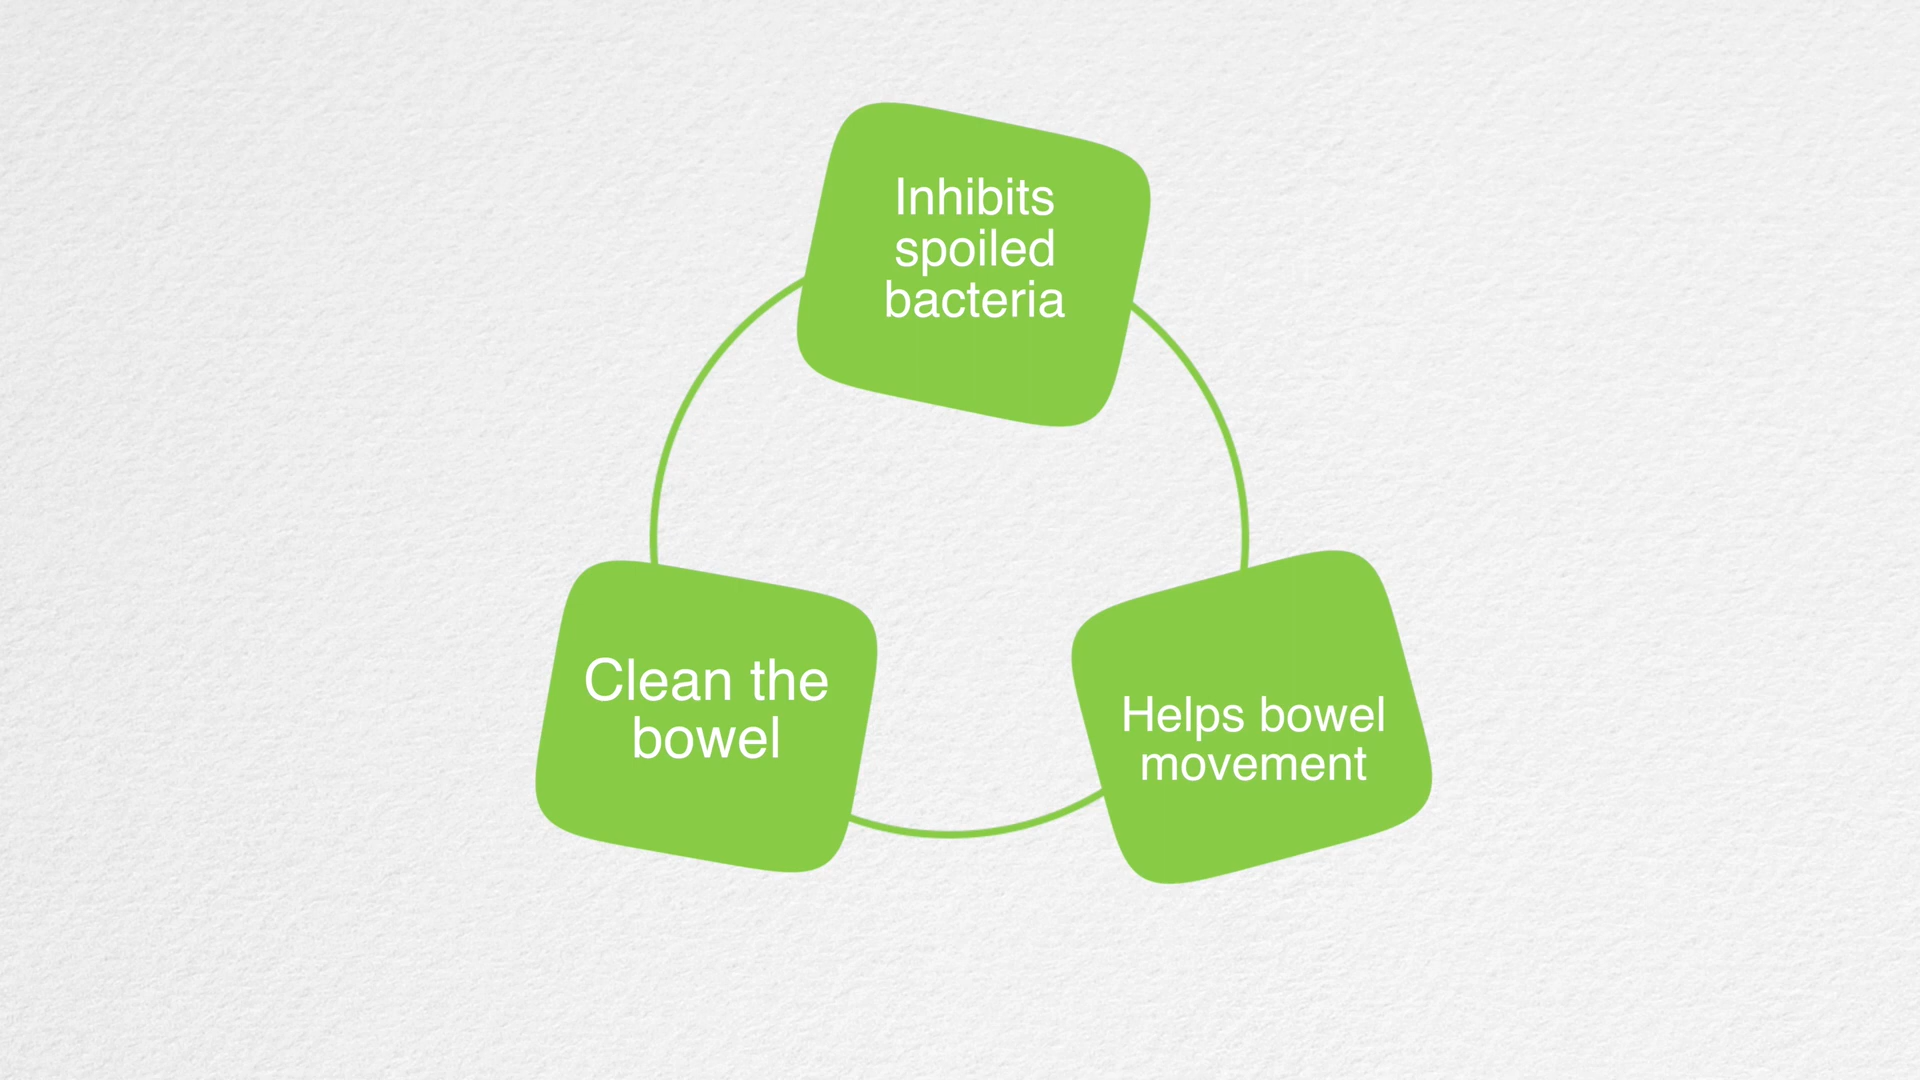 Inhibits
spoiled
bacteria
Clean the
bowel
Helps bowel
movement